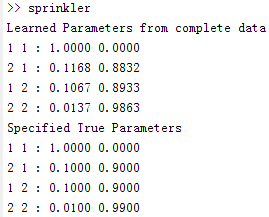 >> sprinkler
Learned Parameters from complete data
1 1 : 1.0000 0.0000
2 1 : 0.1168 0.8832
1 2 : 0.1067 0.8933
2 2 : 0.0137 0.9863
Specified True Parameters
1 1 : 1.0000 0.0000
2 1 : 0.1000 0.9000
1 2 : 0.1000 0.9000
2 2 : 0.0100 0.9900